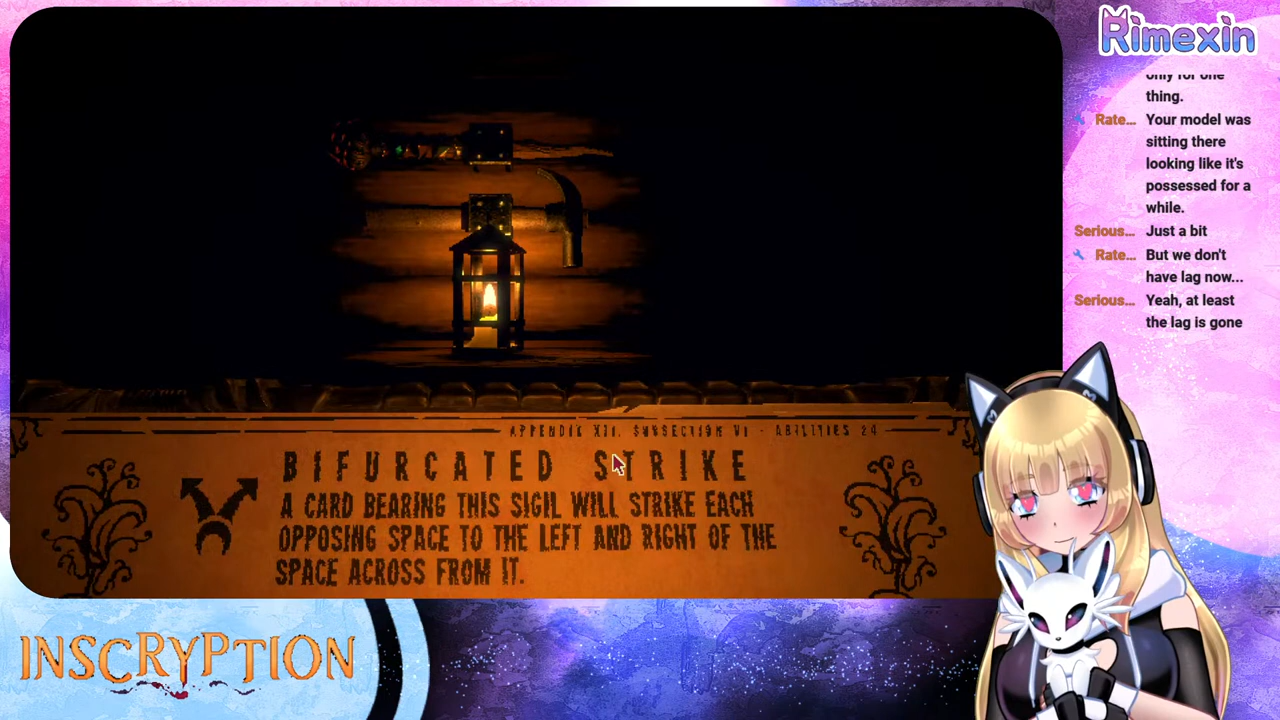 Rimexin
only for one
thing.
Rate... Your model was
sitting there
looking like it's
possessed for a
while.
Serious... Just a bit
Rate... But we don't
have lag now...
Serious... Yeah, at least
the lag is gone
APPENDIX XII, SUBSECTION VI - ABILITIES 24
BIFURCATED STRIKE
A CARD BEARING THIS SIGIL WILL STRIKE EACH
OPPOSING SPACE TO THE LEFT AND RIGHT OF THE
SPACE ACROSS FROM IT.
INSCRYPTION